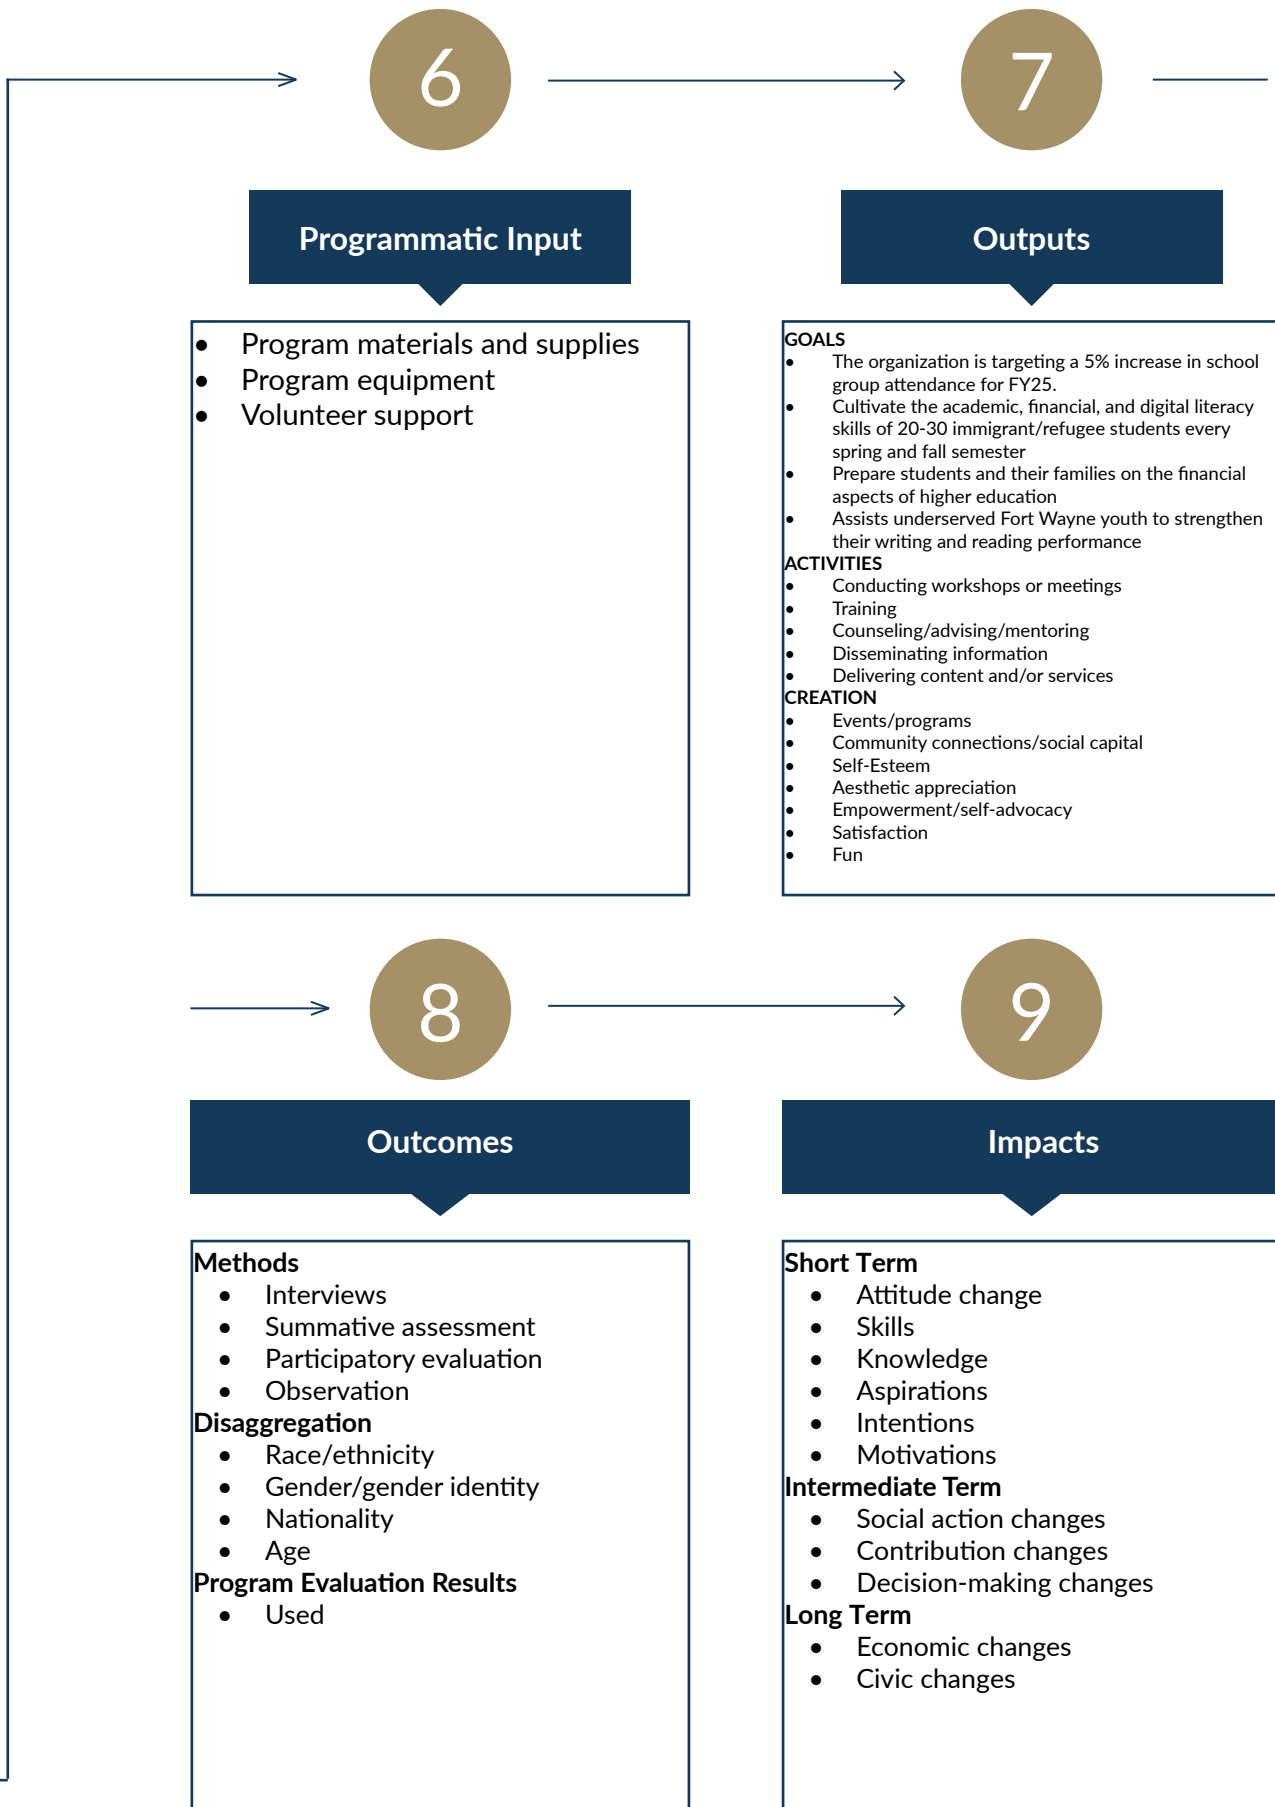 6
Programmatic Input
• Program materials and supplies
• Program equipment
• Volunteer support
7
Outputs
GOALS
• The organization is targeting a 5% increase in school
group attendance for FY25.
• Cultivate the academic, financial, and digital literacy
skills of 20-30 immigrant/refugee students every
spring and fall semester
• Prepare students and their families on the financial
aspects of higher education
• Assists underserved Fort Wayne youth to strengthen
their writing and reading performance
ACTIVITIES
• Conducting workshops or meetings
• Training
• Counseling/advising/mentoring
• Disseminating information
• Delivering content and/or services
CREATION
• Events/programs
• Community connections/social capital
• Self-Esteem
• Aesthetic appreciation
• Empowerment/self-advocacy
• Satisfaction
• Fun
8
Outcomes
Methods
• Interviews
• Summative assessment
• Participatory evaluation
• Observation
Disaggregation
• Race/ethnicity
• Gender/gender identity
• Nationality
• Age
Program Evaluation Results
• Used
9
Impacts
Short Term
• Attitude change
• Skills
• Knowledge
• Aspirations
• Intentions
• Motivations
Intermediate Term
• Social action changes
• Contribution changes
• Decision-making changes
Long Term
• Economic changes
• Civic changes